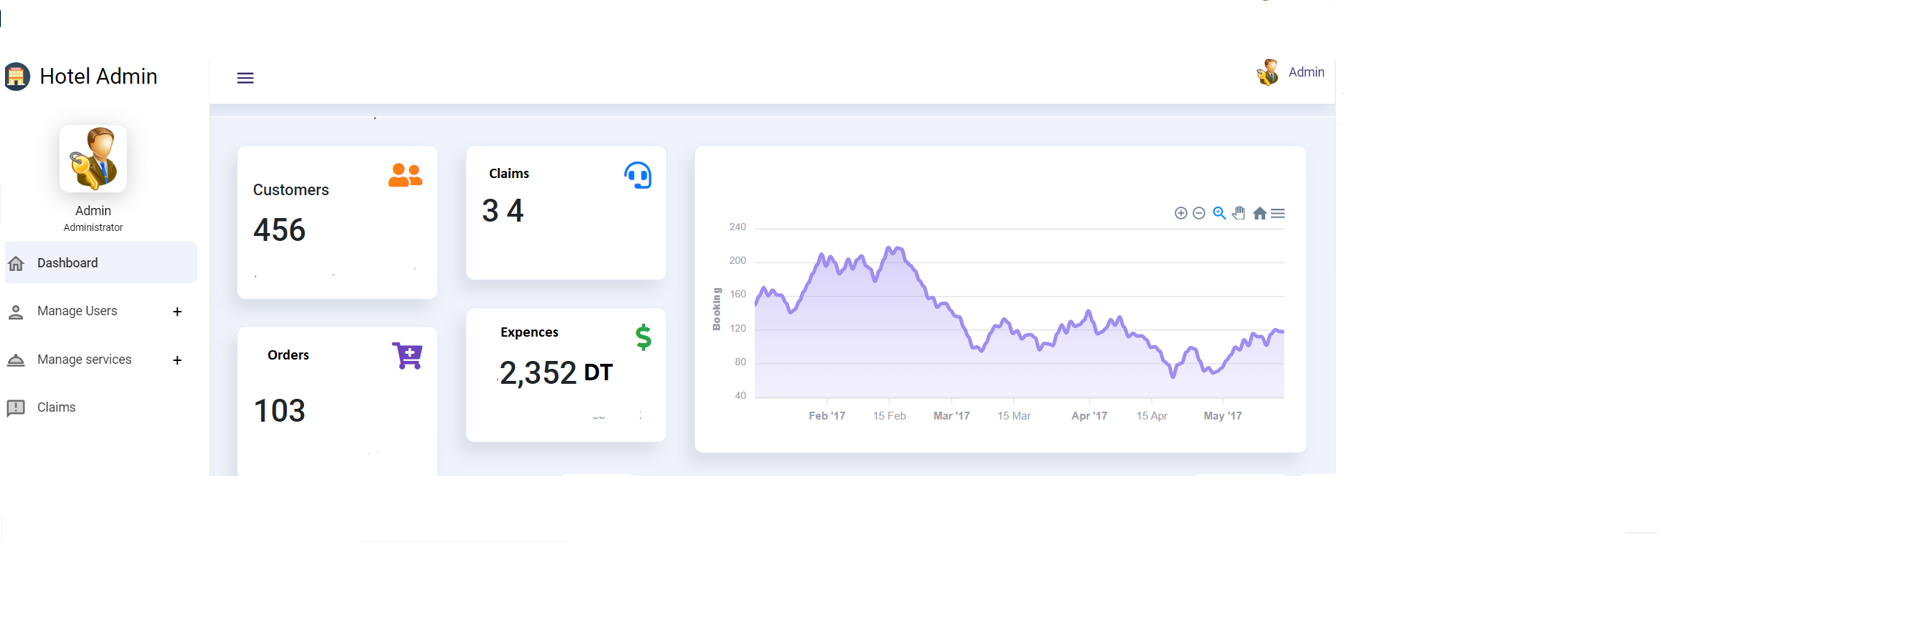 Hotel Admin
Admin
Admin
Administrator
Dashboard
Manage Users +
Manage services +
Claims
Customers
456
Claims
3 4
Orders
103
Expences
2,352 DT
240
200
160
120
80
40
Booking
Feb '17 15 Feb Mar '17 15 Mar Apr '17 15 Apr May '17